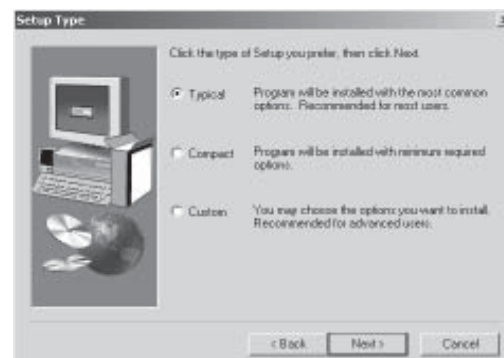 Setup Type
Click the type of Setup you prefer, then click Next.
Typical Program will be installed with the most common
options. Recommended for most users.
Compact Program will be installed with minimum required
options.
Custom You may choose the options you want to install.
Recommended for advanced users.
< Back Next > Cancel